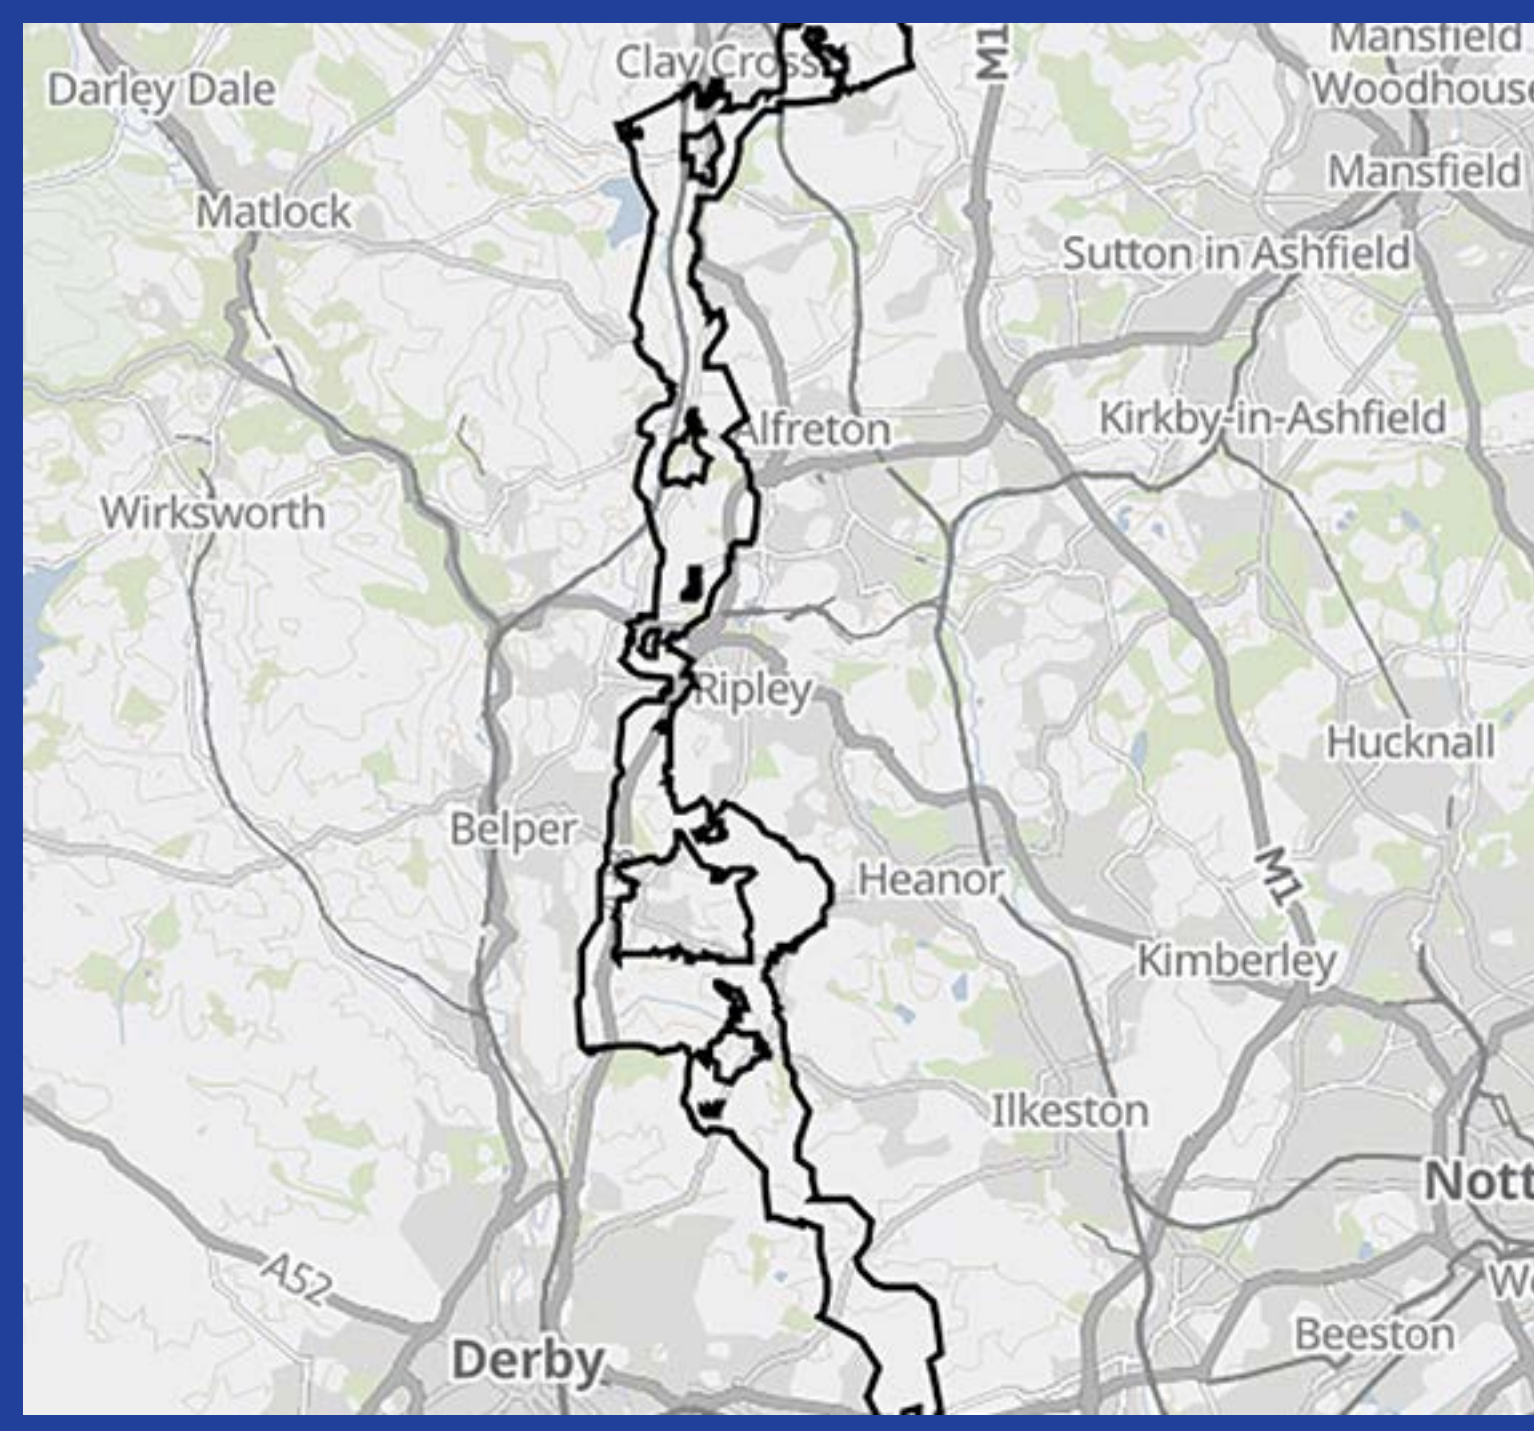 Mansfield
Woodhouse
Clay Cross
M1
Darley Dale
Mansfield
Matlock
Sutton in Ashfield
Alfreton
Kirkby-in-Ashfield
Wirksworth
Ripley
Hucknall
Belper
Heanor
M1
Kimberley
Ilkeston
Nott
A52
We
Beeston
Derby